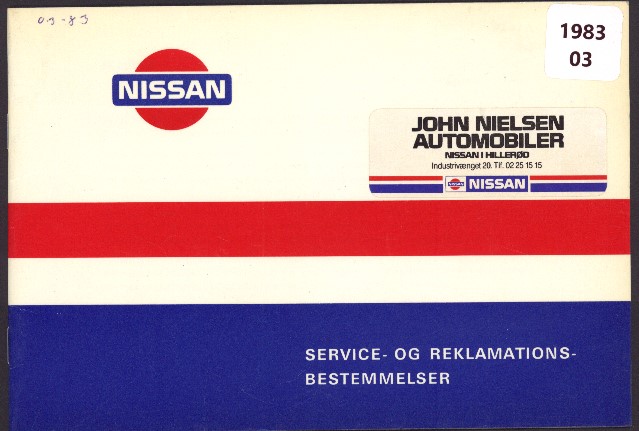 03-83
1983
03
NISSAN
JOHN NIELSEN
AUTOMOBILER
NISSAN I HILLERØD
Industrivænget 20. Tlf. 02 25 15 15
NISSAN NISSAN
SERVICE- OG REKLAMATIONS-
BESTEMMELSER